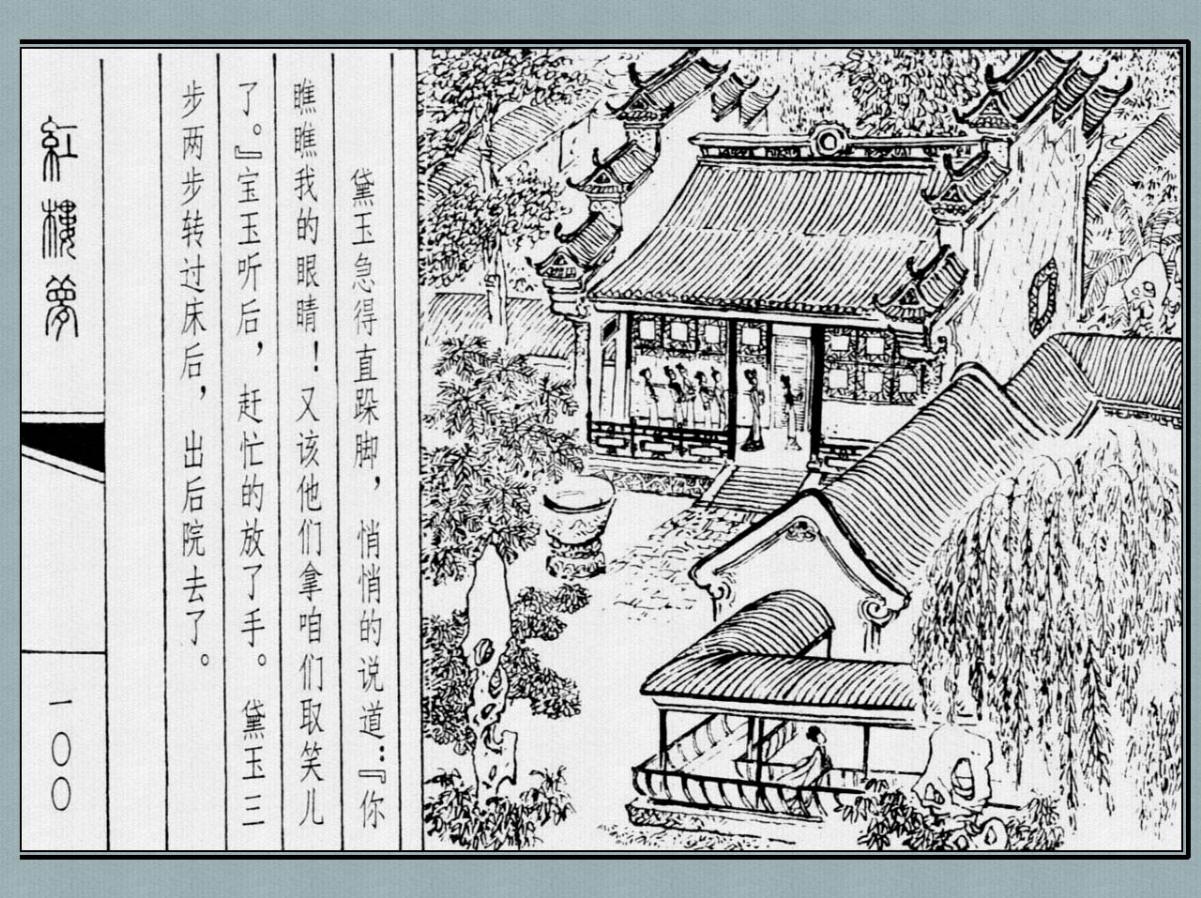 黛玉急得直跺脚，悄悄的说道：『你
瞧瞧我的眼睛！又该他们拿咱们取笑儿
了。』宝玉听后，赶忙的放了手。黛玉三
步两步转过床后，出后院去了。
紅樓夢
一〇〇